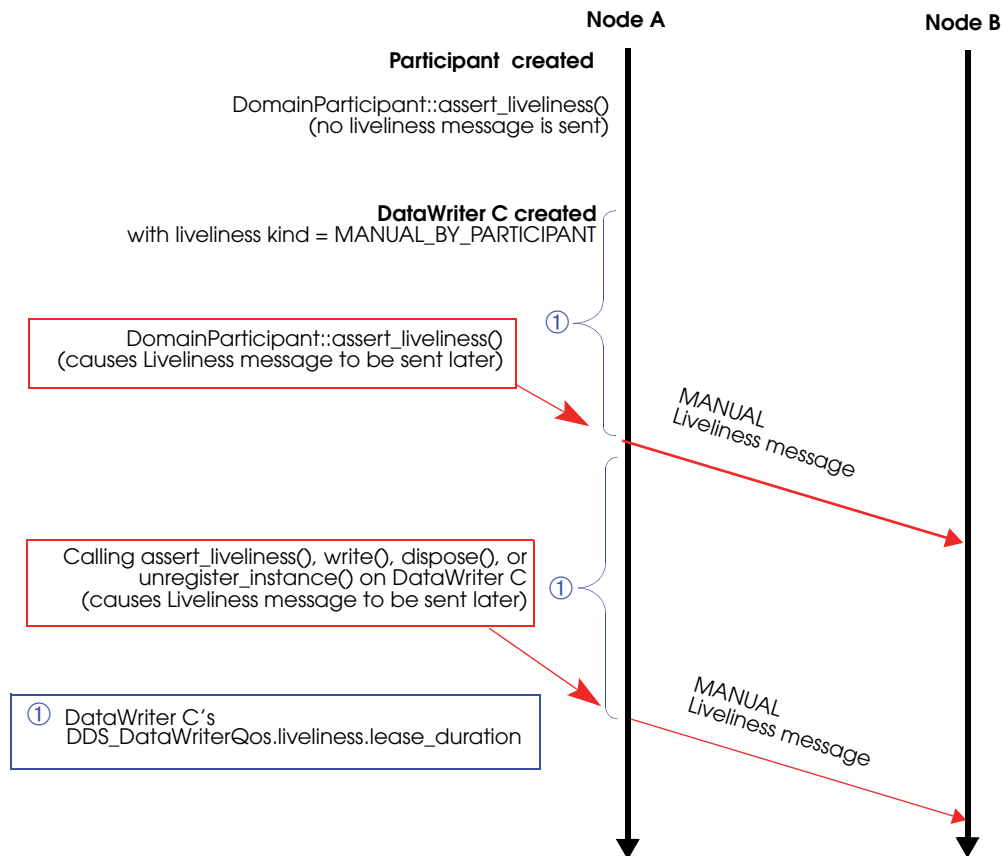 Node A
Node B
Participant created
DomainParticipant::assert_liveliness()
(no liveliness message is sent)
DataWriter C created
with liveliness kind = MANUAL_BY_PARTICIPANT
①
DomainParticipant::assert_liveliness()
(causes Liveliness message to be sent later)
MANUAL
Liveliness message
Calling assert_liveliness(), write(), dispose(), or
unregister_instance() on DataWriter C
(causes Liveliness message to be sent later)
①
MANUAL
Liveliness message
① DataWriter C's
DDS_DataWriterQos.liveliness.lease_duration